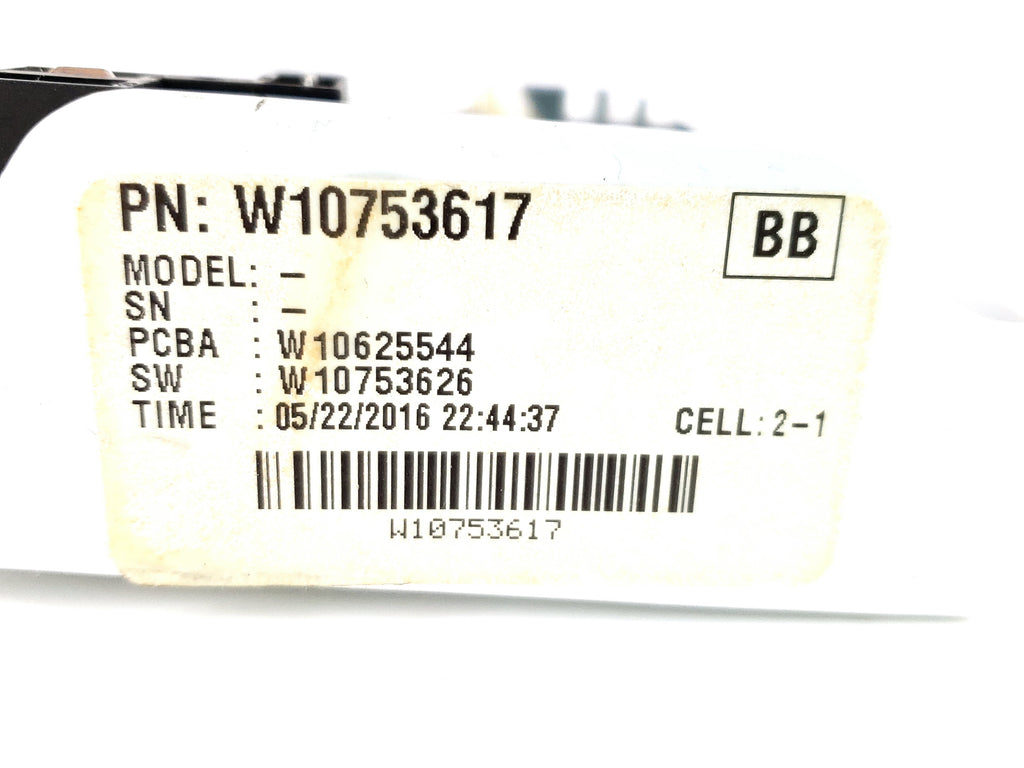 PN: W10753617
BB
MODEL: –
SN : –
PCBA : W10625544
SW : W10753626
TIME : 05/22/2016 22:44:37
CELL: 2-1
W10753617